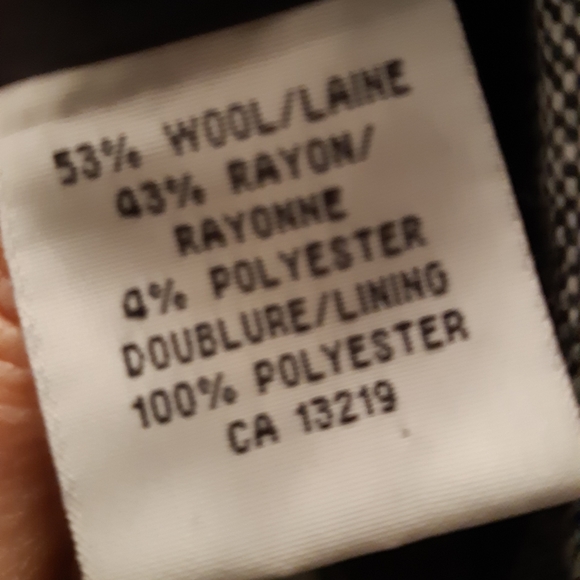 53% WOOL/LAINE
43% RAYON/
RAYONNE
4% POLYESTER
DOUBLURE/LINING
100% POLYESTER
CA 13219